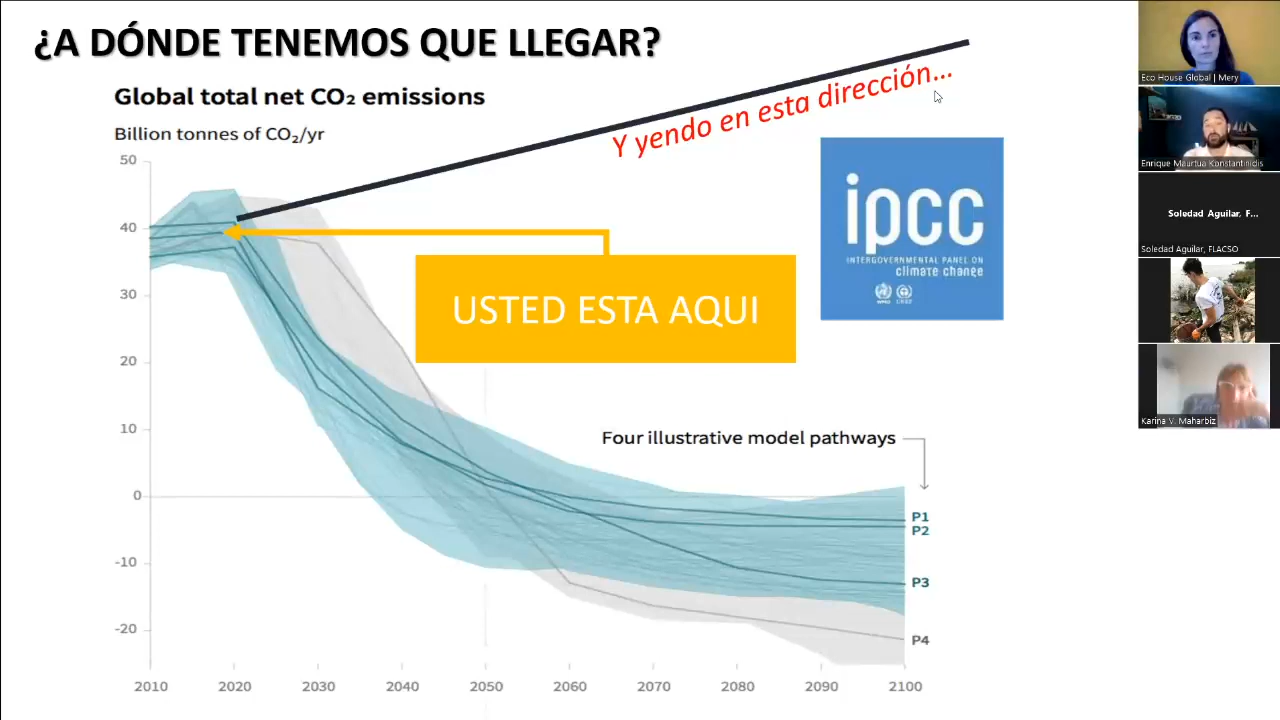 ¿A DÓNDE TENEMOS QUE LLEGAR?
Global total net CO₂ emissions
Billion tonnes of CO₂/yr
Y yendo en esta dirección...
50
40
30
20
10
0
-10
-20
USTED ESTA AQUI
ipcc
INTERGOVERNMENTAL PANEL ON
climate change
WMO
UNEP
Four illustrative model pathways
P1
P2
P3
P4
2010 2020 2030 2040 2050 2060 2070 2080 2090 2100
Eco House Global | Mery
Enrique Maurtua Konstantinidis
Soledad Aguilar, F...
Soledad Aguilar, FLACSO
Karina V. Maharbiz